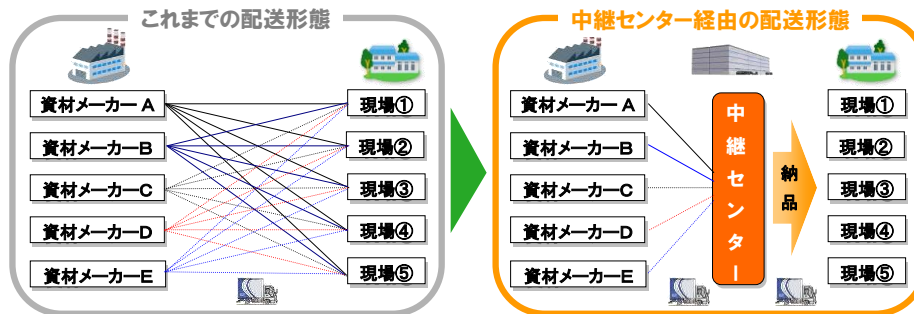 これまでの配送形態
資材メーカーA
資材メーカーB
資材メーカーC
資材メーカーD
資材メーカーE
現場①
現場②
現場③
現場④
現場⑤
中継センター経由の配送形態
資材メーカーA
資材メーカーB
資材メーカーC
資材メーカーD
資材メーカーE
中継センター
納品
現場①
現場②
現場③
現場④
現場⑤